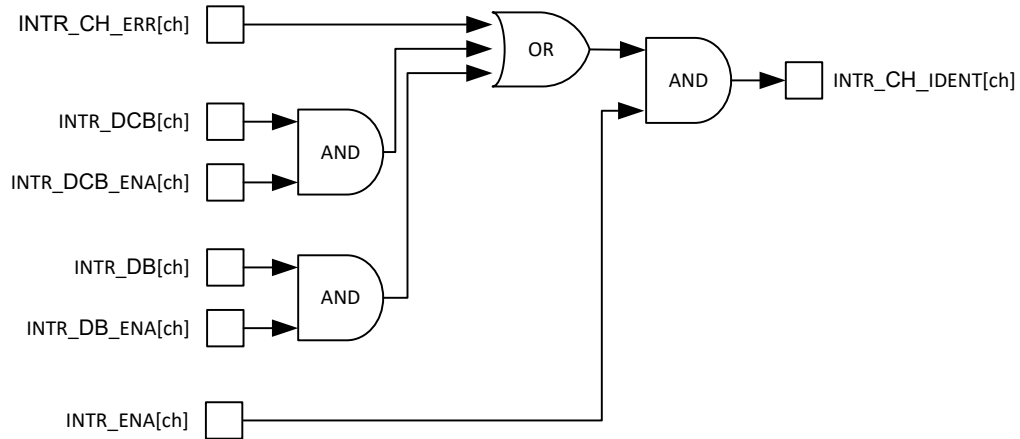 INTR_CH_ERR[ch]
OR
AND
INTR_CH_IDENT[ch]
INTR_DCB[ch]
AND
INTR_DCB_ENA[ch]
INTR_DB[ch]
AND
INTR_DB_ENA[ch]
INTR_ENA[ch]